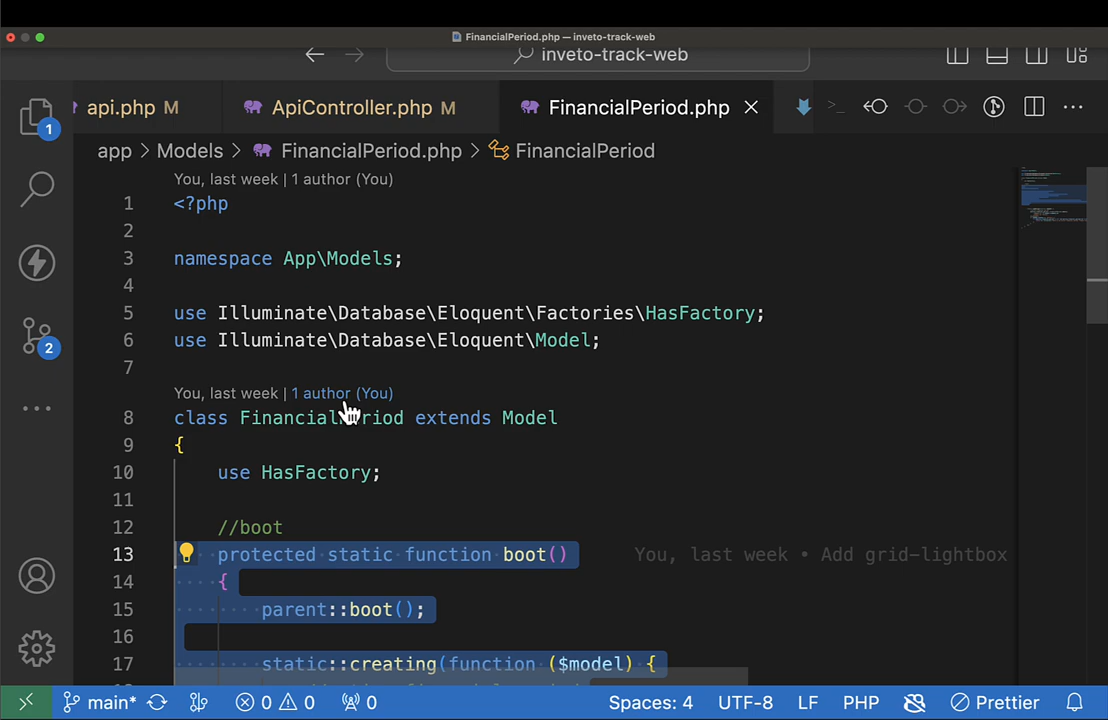 FinancialPeriod.php — inveto-track-web
inveto-track-web
api.php M
ApiController.php M
FinancialPeriod.php
app > Models > FinancialPeriod.php > FinancialPeriod
You, last week | 1 author (You)
1 <?php
2
3 namespace App\Models;
4
5 use Illuminate\Database\Eloquent\Factories\HasFactory;
6 use Illuminate\Database\Eloquent\Model;
7
You, last week | 1 author (You)
8 class FinancialPeriod extends Model
9 {
10 use HasFactory;
11
12 //boot
13 protected static function boot() You, last week • Add grid-lightbox
14 {
15 parent::boot();
16
17 static::creating(function ($model) {
1
2
main* 0 0 0 Spaces: 4 UTF-8 LF PHP Prettier